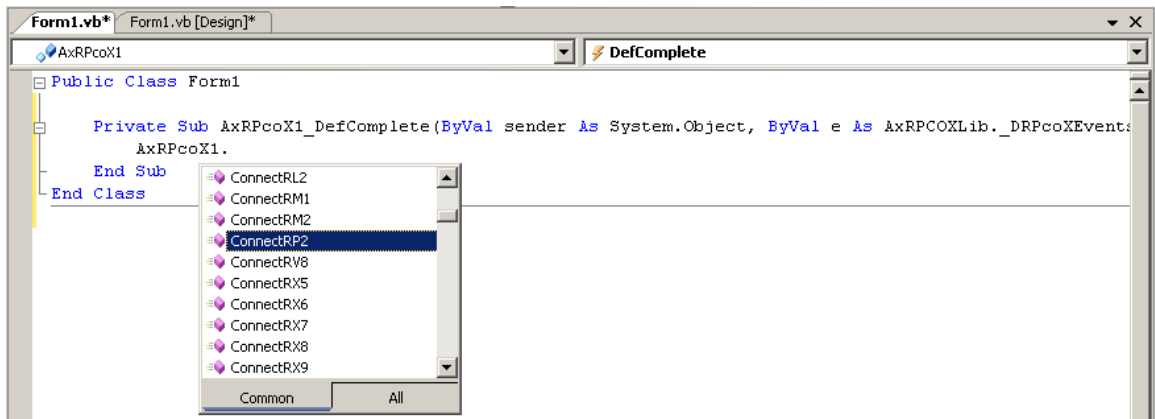 Form1.vb* Form1.vb [Design]*
AxRPcoX1 DefComplete
Public Class Form1
Private Sub AxRPcoX1_DefComplete(ByVal sender As System.Object, ByVal e As AxRPCOXLib._DRPcoXEvents
AxRPcoX1.
End Sub
End Class
ConnectRL2
ConnectRM1
ConnectRM2
ConnectRP2
ConnectRV8
ConnectRX5
ConnectRX6
ConnectRX7
ConnectRX8
ConnectRX9
Common All